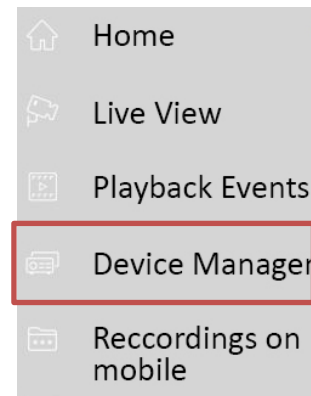 Home
Live View
Playback Events
Device Manager
Reccordings on
mobile